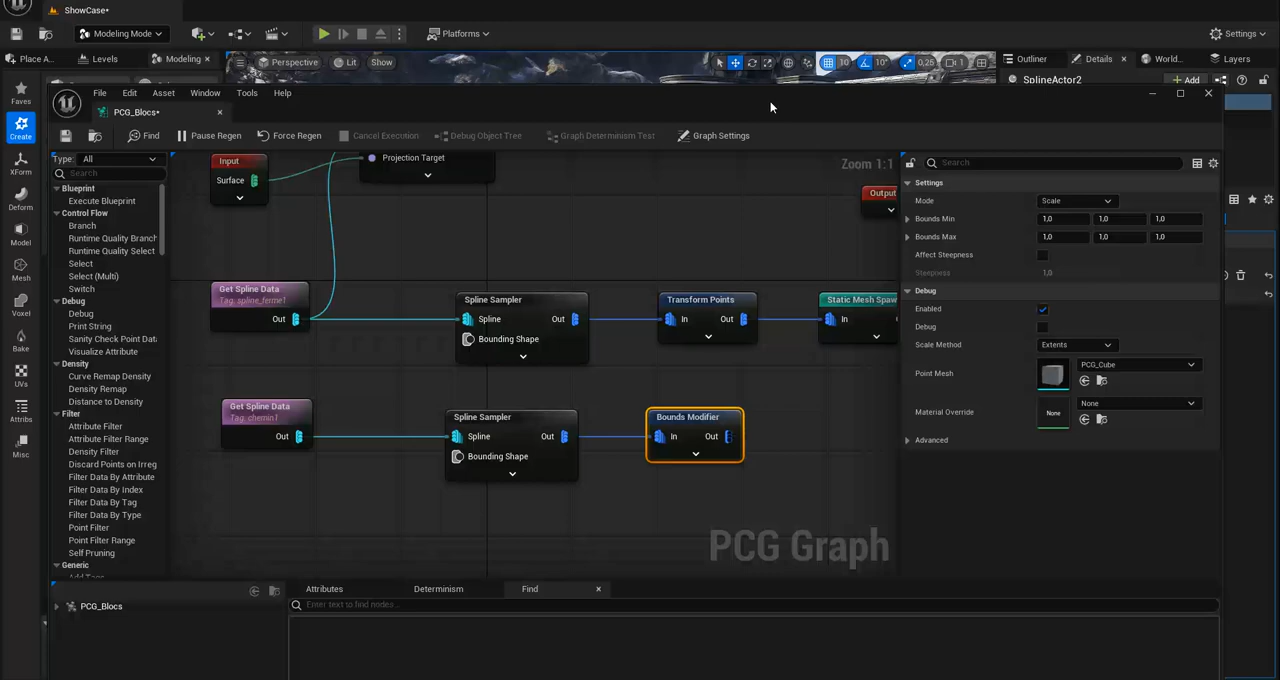 ShowCase*
Modeling Mode
Platforms
Settings
Place A...
Levels
Modeling
Perspective
Lit
Show
10
10°
0,25
1
Outliner
Details
World...
Layers
SplineActor2
Add
Faves
Create
XForm
Deform
Model
Mesh
Voxel
Bake
UVs
Attribs
Misc
File
Edit
Asset
Window
Tools
Help
PCG_Blocs*
Find
Pause Regen
Force Regen
Cancel Execution
Debug Object Tree
Graph Determinism Test
Graph Settings
Type:
All
Search
Blueprint
Execute Blueprint
Control Flow
Branch
Runtime Quality Branch
Runtime Quality Select
Select
Select (Multi)
Switch
Debug
Debug
Print String
Sanity Check Point Data
Visualize Attribute
Density
Curve Remap Density
Density Remap
Distance to Density
Filter
Attribute Filter
Attribute Filter Range
Density Filter
Discard Points on Irreg
Filter Data By Attribute
Filter Data By Index
Filter Data By Tag
Filter Data By Type
Point Filter
Point Filter Range
Self Pruning
Generic
Add Tags
Zoom 1:1
Input
Surface
Projection Target
Output
Get Spline Data
Tag: spline_ferme1
Out
Spline Sampler
Spline
Out
Bounding Shape
Transform Points
In
Out
Static Mesh Spaw
In
Get Spline Data
Tag: chemin1
Out
Spline Sampler
Spline
Out
Bounding Shape
Bounds Modifier
In
Out
PCG Graph
Search
Settings
Mode
Scale
Bounds Min
1,0
1,0
1,0
Bounds Max
1,0
1,0
1,0
Affect Steepness
Steepness
1,0
Debug
Enabled
Debug
Scale Method
Extents
Point Mesh
PCG_Cube
Material Override
None
None
Advanced
PCG_Blocs
Attributes
Determinism
Find
Enter text to find nodes...